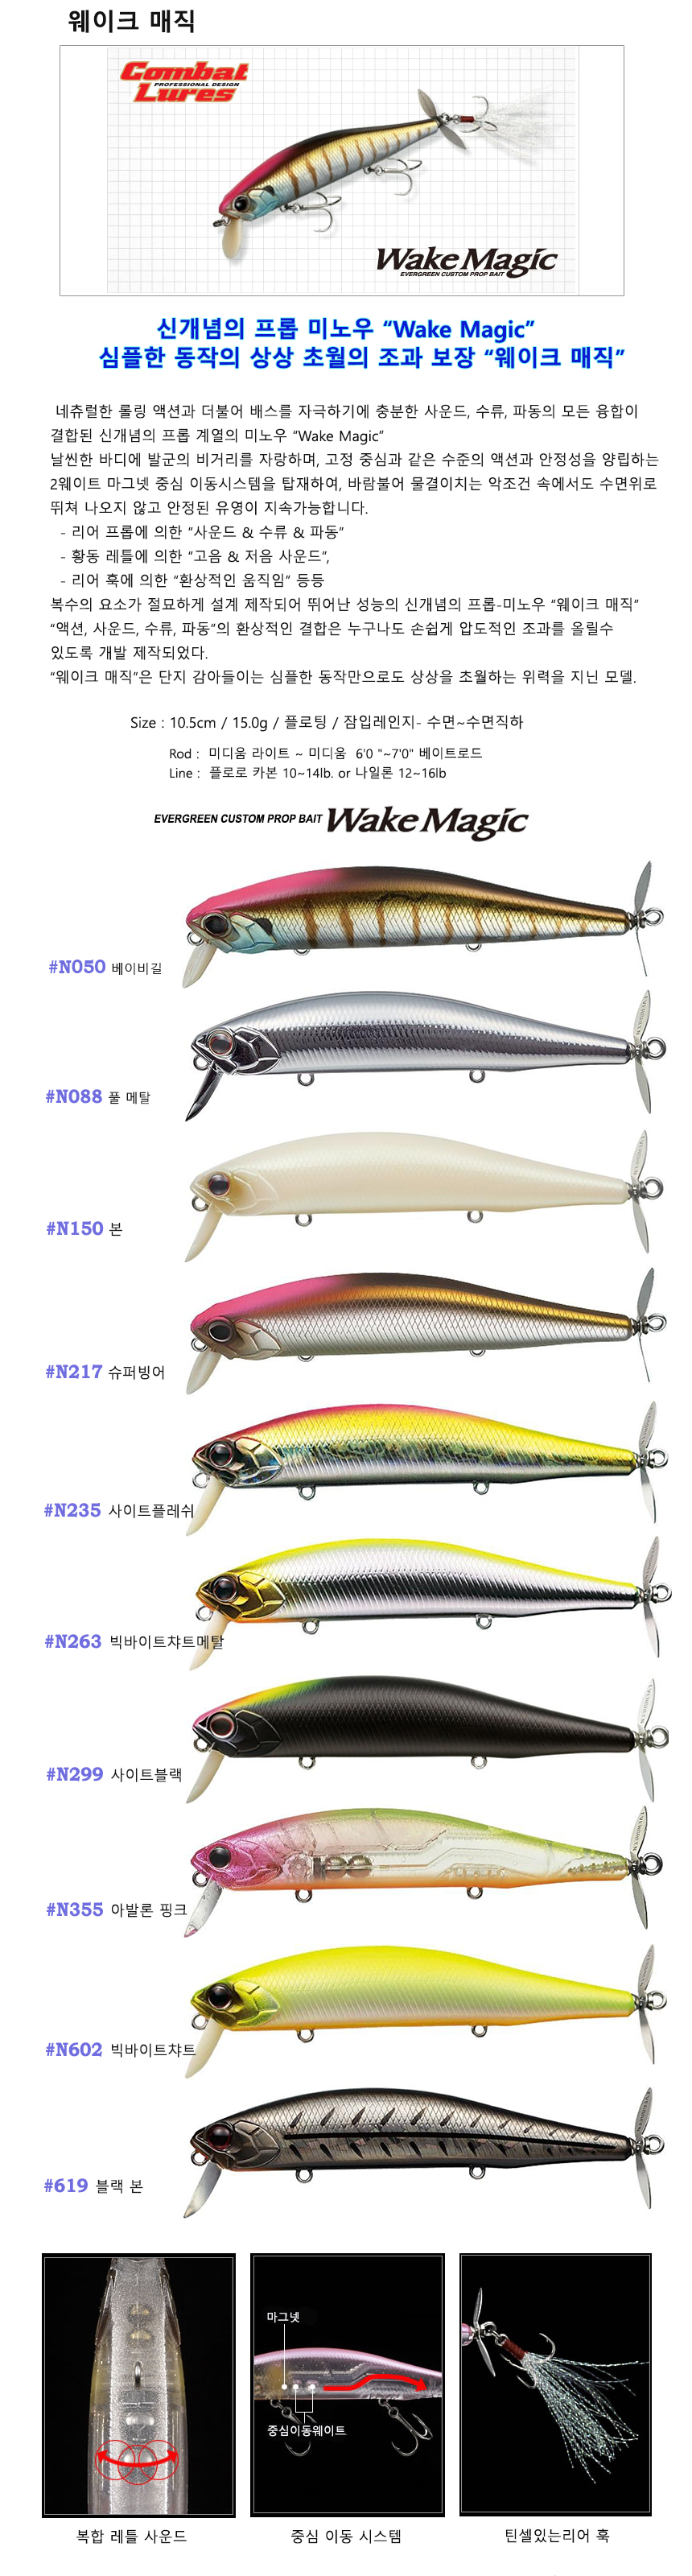 웨이크 매직
Combat
PROFESSIONAL DESIGN
Lures
Wake Magic
EVERGREEN CUSTOM PROP BAIT
신개념의 프롭 미노우 “Wake Magic”
심플한 동작의 상상 초월의 조과 보장 “웨이크 매직”
네츄럴한 롤링 액션과 더불어 배스를 자극하기에 충분한 사운드, 수류, 파동의 모든 융합이
결합된 신개념의 프롭 계열의 미노우 “Wake Magic”
날씬한 바디에 발군의 비거리를 자랑하며, 고정 중심과 같은 수준의 액션과 안정성을 양립하는
2웨이트 마그넷 중심 이동시스템을 탑재하여, 바람불어 물결이치는 악조건 속에서도 수면위로
뛰쳐 나오지 않고 안정된 유영이 지속가능합니다.
- 리어 프롭에 의한 “사운드 & 수류 & 파동”
- 황동 레틀에 의한 “고음 & 저음 사운드”,
- 리어 훅에 의한 “환상적인 움직임” 등등
복수의 요소가 절묘하게 설계 제작되어 뛰어난 성능의 신개념의 프롭-미노우 “웨이크 매직”
“액션, 사운드, 수류, 파동”의 환상적인 결합은 누구나도 손쉽게 압도적인 조과를 올릴수
있도록 개발 제작되었다.
“웨이크 매직”은 단지 감아들이는 심플한 동작만으로도 상상을 초월하는 위력을 지닌 모델.
Size : 10.5cm / 15.0g / 플로팅 / 잠입레인지- 수면~수면직하
Rod : 미디움 라이트 ~ 미디움 6'0 "~7'0" 베이트로드
Line : 플로로 카본 10~14lb. or 나일론 12~16lb
EVERGREEN CUSTOM PROP BAIT Wake Magic
#N050 베이비길
#N088 풀 메탈
#N150 본
#N217 슈퍼빙어
#N235 사이트플레쉬
#N263 빅바이트챠트메탈
#N299 사이트블랙
#N355 아발론 핑크
#N602 빅바이트챠트
#619 블랙 본
마그넷
중심이동웨이트
복합 레틀 사운드
중심 이동 시스템
틴셀있는리어 훅